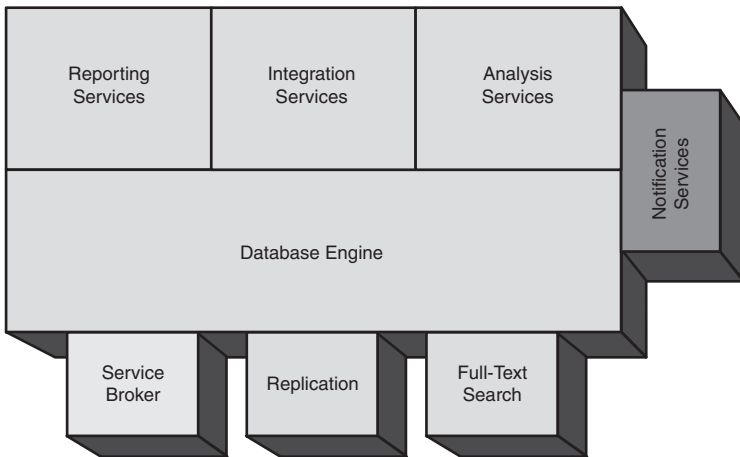 Reporting
Services
Integration
Services
Analysis
Services
Notification
Services
Database Engine
Service
Broker
Replication
Full-Text
Search